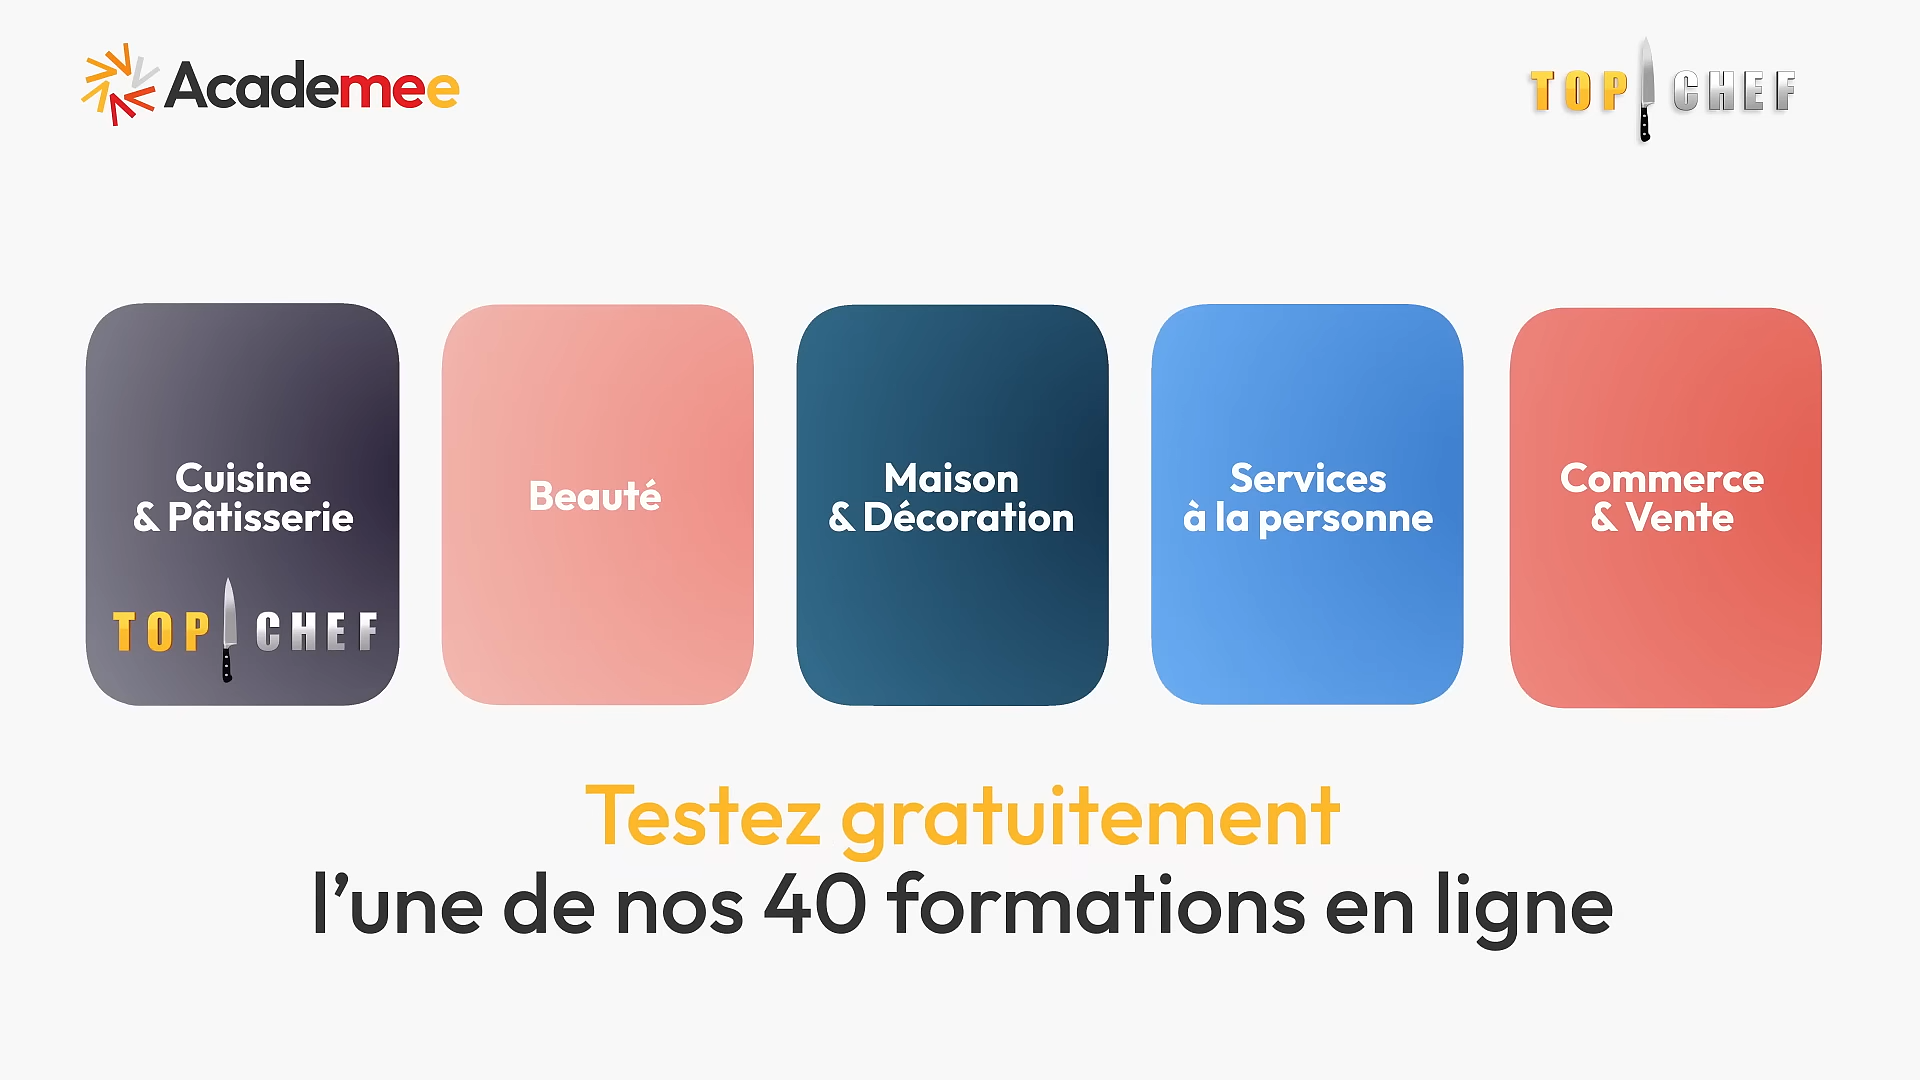 Academee
TOP CHEF
Cuisine
& Pâtisserie
TOP CHEF
Beauté
Maison
& Décoration
Services
à la personne
Commerce
& Vente
Testez gratuitement
l’une de nos 40 formations en ligne